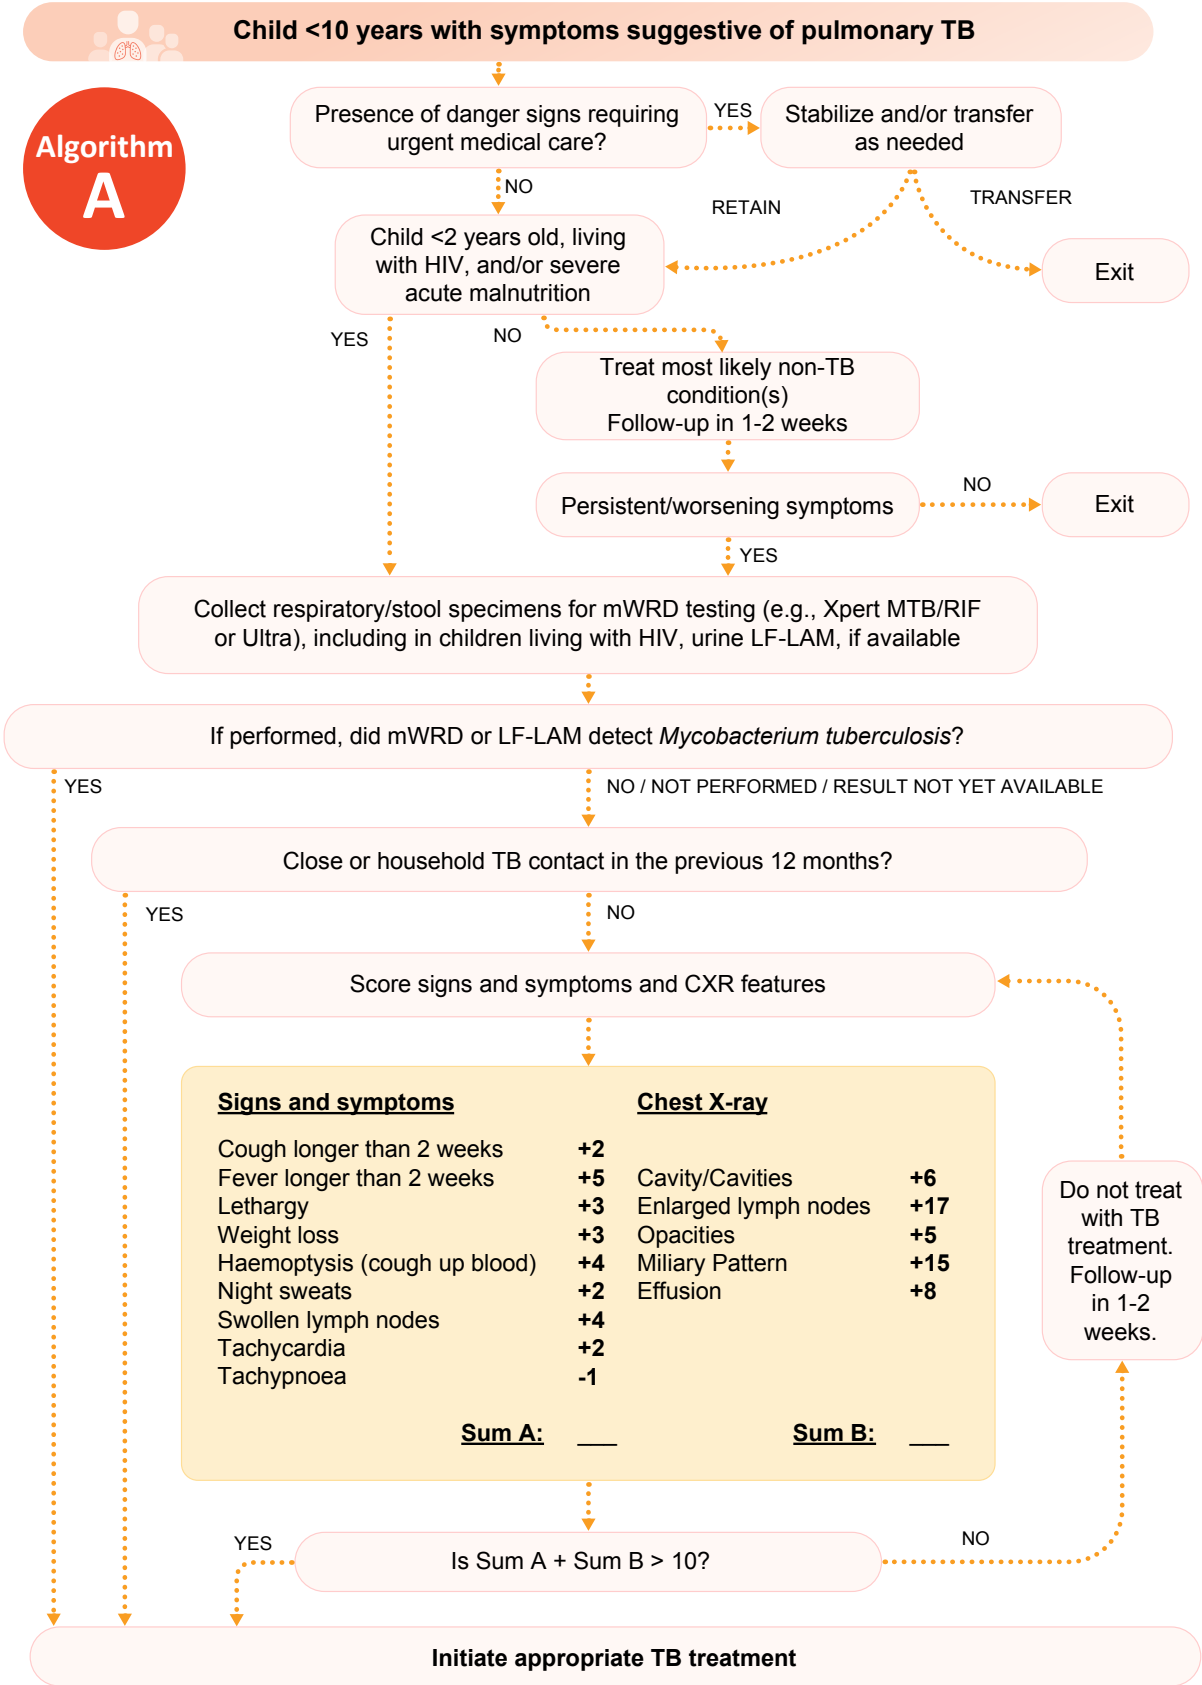 Child <10 years with symptoms suggestive of pulmonary TB
Algorithm
A
Presence of danger signs requiring
urgent medical care?
YES
Stabilize and/or transfer
as needed
NO
RETAIN
TRANSFER
Child <2 years old, living
with HIV, and/or severe
acute malnutrition
Exit
YES
NO
Treat most likely non-TB
condition(s)
Follow-up in 1-2 weeks
Persistent/worsening symptoms
NO
Exit
YES
Collect respiratory/stool specimens for mWRD testing (e.g., Xpert MTB/RIF
or Ultra), including in children living with HIV, urine LF-LAM, if available
If performed, did mWRD or LF-LAM detect Mycobacterium tuberculosis?
YES
NO / NOT PERFORMED / RESULT NOT YET AVAILABLE
Close or household TB contact in the previous 12 months?
YES
NO
Score signs and symptoms and CXR features
Signs and symptoms
Cough longer than 2 weeks +2
Fever longer than 2 weeks +5
Lethargy +3
Weight loss +3
Haemoptysis (cough up blood) +4
Night sweats +2
Swollen lymph nodes +4
Tachycardia +2
Tachypnoea -1
Sum A: ___
Chest X-ray
Cavity/Cavities +6
Enlarged lymph nodes +17
Opacities +5
Miliary Pattern +15
Effusion +8
Sum B: ___
Do not treat
with TB
treatment.
Follow-up
in 1-2
weeks.
Is Sum A + Sum B > 10?
YES
NO
Initiate appropriate TB treatment